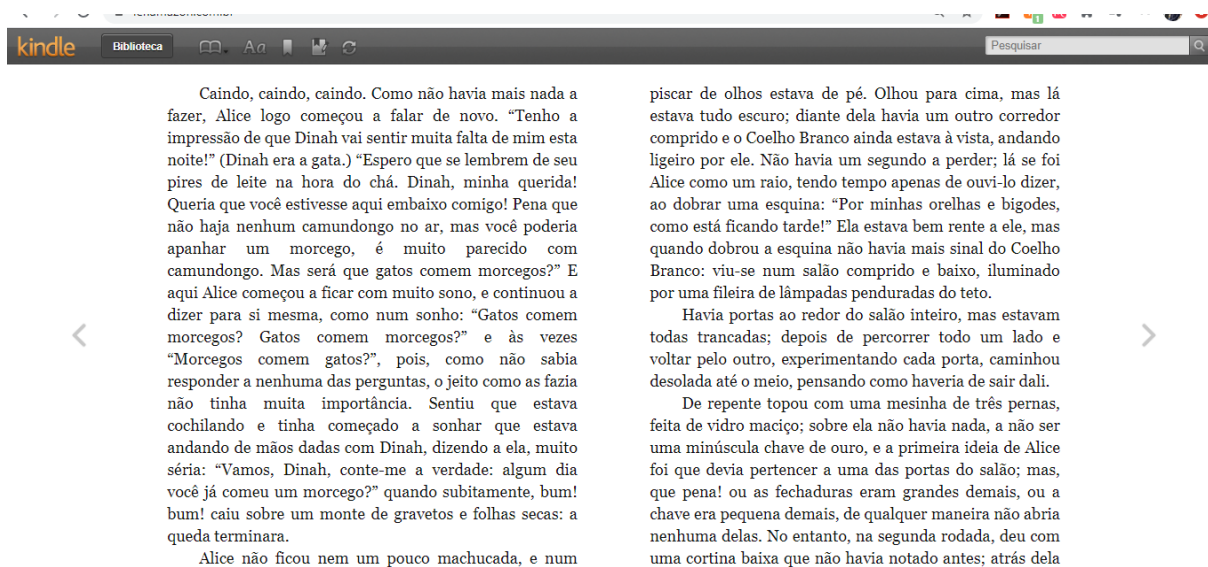 kindle
Biblioteca
Aa
Pesquisar
Caindo, caindo, caindo. Como não havia mais nada a
fazer, Alice logo começou a falar de novo. “Tenho a
impressão de que Dinah vai sentir muita falta de mim esta
noite!” (Dinah era a gata.) “Espero que se lembrem de seu
pires de leite na hora do chá. Dinah, minha querida!
Queria que você estivesse aqui embaixo comigo! Pena que
não haja nenhum camundongo no ar, mas você poderia
apanhar um morcego, é muito parecido com
camundongo. Mas será que gatos comem morcegos?” E
aqui Alice começou a ficar com muito sono, e continuou a
dizer para si mesma, como num sonho: “Gatos comem
morcegos? Gatos comem morcegos?” e às vezes
“Morcegos comem gatos?”, pois, como não sabia
responder a nenhuma das perguntas, o jeito como as fazia
não tinha muita importância. Sentiu que estava
cochilando e tinha começado a sonhar que estava
andando de mãos dadas com Dinah, dizendo a ela, muito
séria: “Vamos, Dinah, conte-me a verdade: algum dia
você já comeu um morcego?” quando subitamente, bum!
bum! caiu sobre um monte de gravetos e folhas secas: a
queda terminara.
Alice não ficou nem um pouco machucada, e num
piscar de olhos estava de pé. Olhou para cima, mas lá
estava tudo escuro; diante dela havia um outro corredor
comprido e o Coelho Branco ainda estava à vista, andando
ligeiro por ele. Não havia um segundo a perder; lá se foi
Alice como um raio, tendo tempo apenas de ouvi-lo dizer,
ao dobrar uma esquina: “Por minhas orelhas e bigodes,
como está ficando tarde!” Ela estava bem rente a ele, mas
quando dobrou a esquina não havia mais sinal do Coelho
Branco: viu-se num salão comprido e baixo, iluminado
por uma fileira de lâmpadas penduradas do teto.
Havia portas ao redor do salão inteiro, mas estavam
todas trancadas; depois de percorrer todo um lado e
voltar pelo outro, experimentando cada porta, caminhou
desolada até o meio, pensando como haveria de sair dali.
De repente topou com uma mesinha de três pernas,
feita de vidro maciço; sobre ela não havia nada, a não ser
uma minúscula chave de ouro, e a primeira ideia de Alice
foi que devia pertencer a uma das portas do salão; mas,
que pena! ou as fechaduras eram grandes demais, ou a
chave era pequena demais, de qualquer maneira não abria
nenhuma delas. No entanto, na segunda rodada, deu com
uma cortina baixa que não havia notado antes; atrás dela